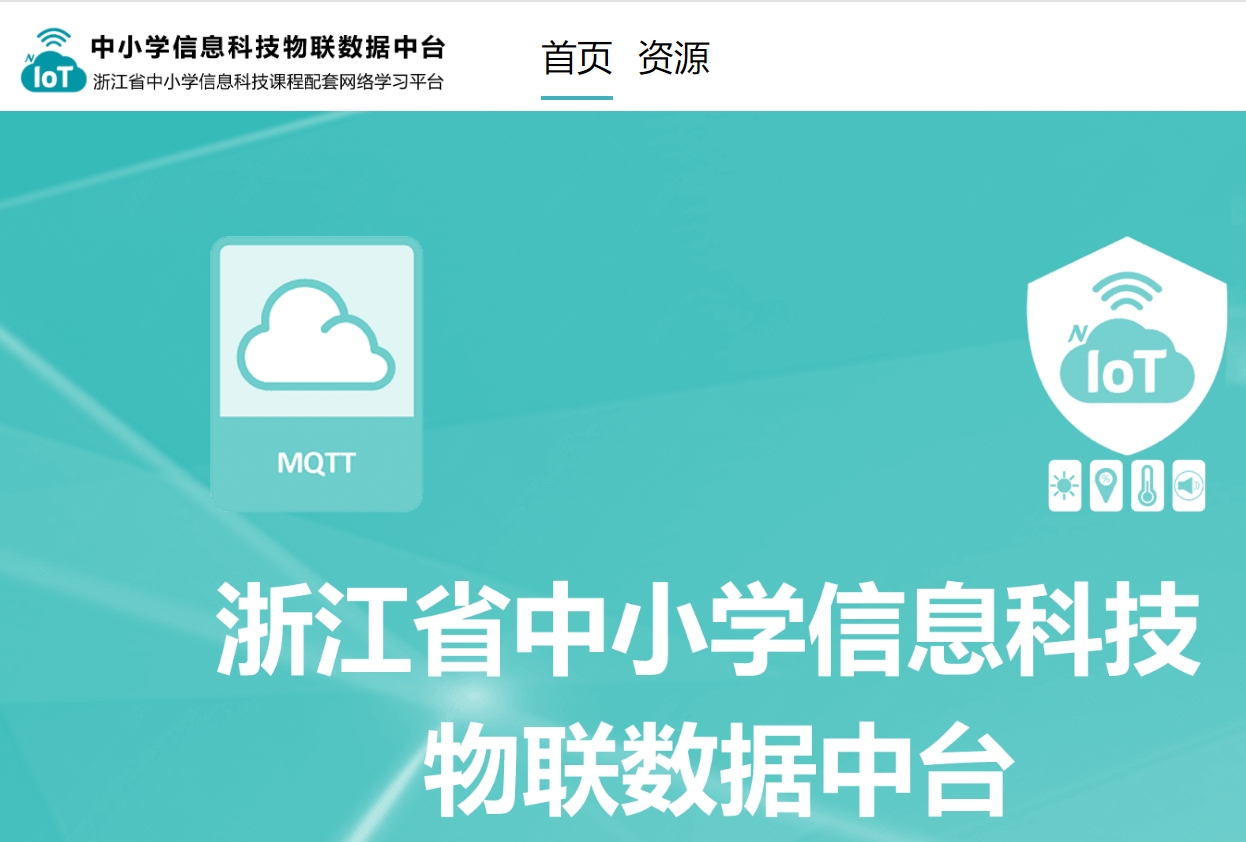 中小学信息科技物联数据中台
浙江省中小学信息科技课程配套网络学习平台
N
IoT
首页 资源
MQTT
N
IoT
浙江省中小学信息科技
物联数据中台